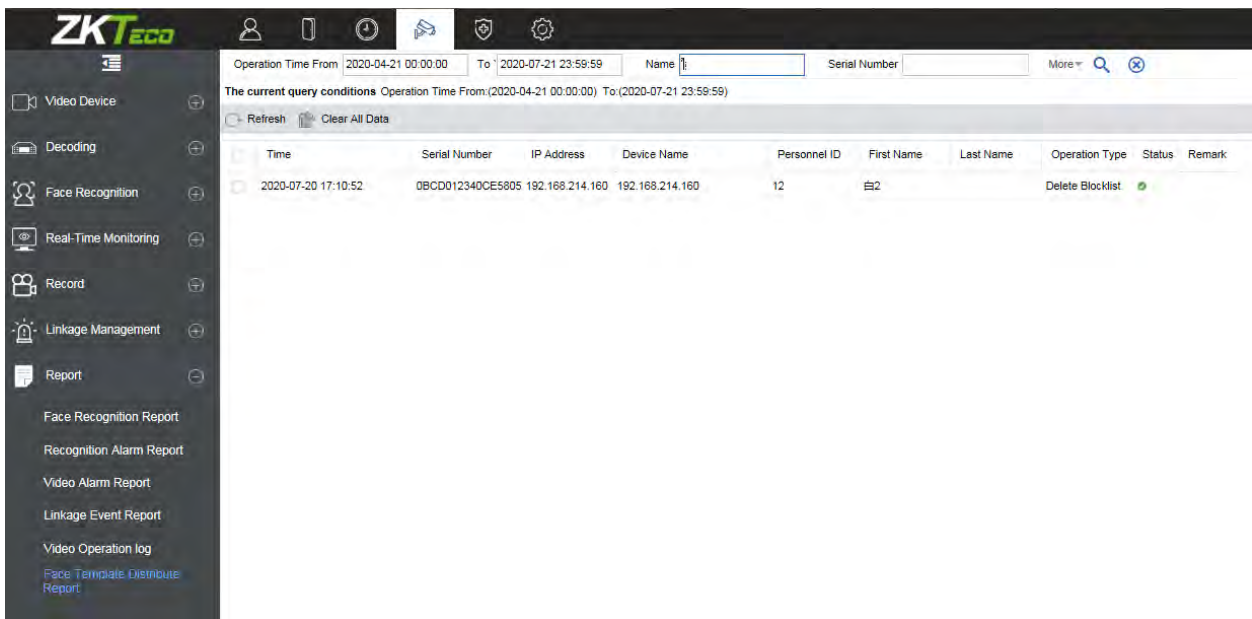 ZKTeco
Operation Time From 2020-04-21 00:00:00 To 2020-07-21 23:59:59 Name Serial Number More
The current query conditions Operation Time From:(2020-04-21 00:00:00) To:(2020-07-21 23:59:59)
Refresh Clear All Data
Time Serial Number IP Address Device Name Personnel ID First Name Last Name Operation Type Status Remark
2020-07-20 17:10:52 0BCD012340CE5805 192.168.214.160 192.168.214.160 12 白2 Delete Blocklist
Video Device
Decoding
Face Recognition
Real-Time Monitoring
Record
Linkage Management
Report
Face Recognition Report
Recognition Alarm Report
Video Alarm Report
Linkage Event Report
Video Operation log
Face Template Distribute
Report